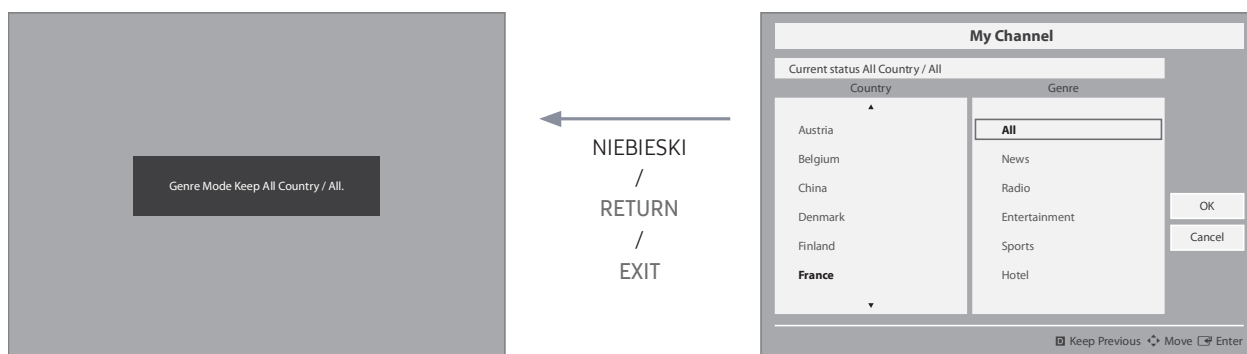 Genre Mode Keep All Country / All.
NIEBIESKI
/
RETURN
/
EXIT
My Channel
Current status All Country / All
Country
Genre
Austria
Belgium
China
Denmark
Finland
France
All
News
Radio
Entertainment
Sports
Hotel
OK
Cancel
D Keep Previous Move Enter